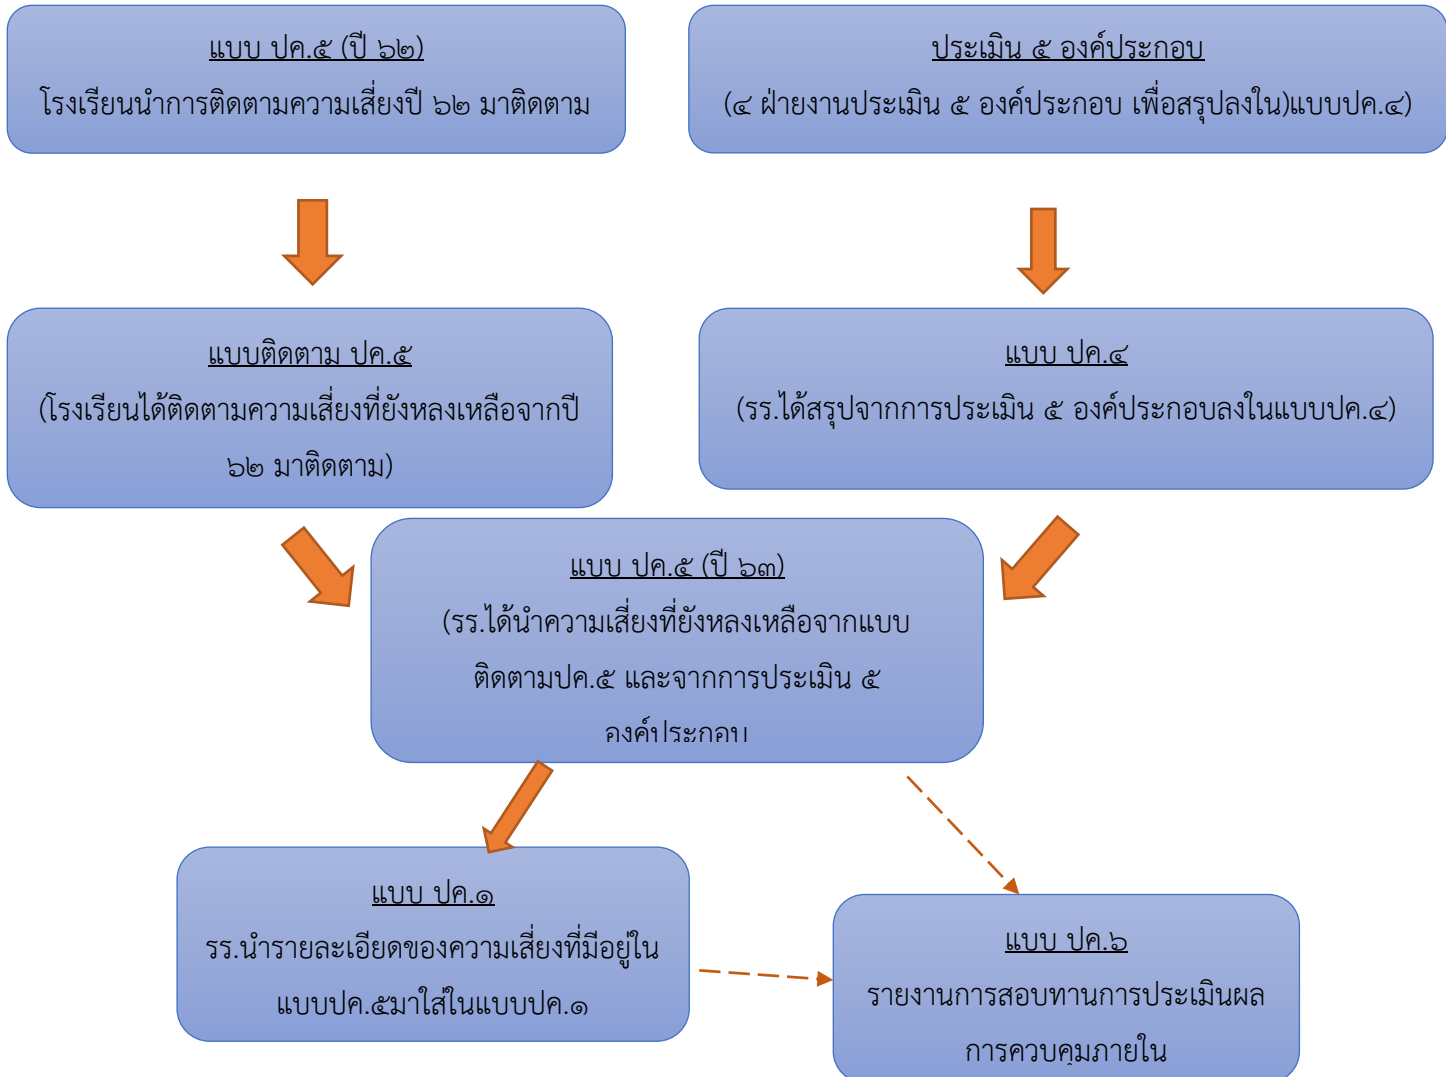 แบบ ปค.๕ (ปี ๖๒)
โรงเรียนนำการติดตามความเสี่ยงปี ๖๒ มาติดตาม
ประเมิน ๕ องค์ประกอบ
(๔ ฝ่ายงานประเมิน ๕ องค์ประกอบ เพื่อสรุปลงใน)แบบปค.๔)
แบบติดตาม ปค.๕
(โรงเรียนได้ติดตามความเสี่ยงที่ยังหลงเหลือจากปี
๖๒ มาติดตาม)
แบบ ปค.๔
(รร.ได้สรุปจากการประเมิน ๕ องค์ประกอบลงในแบบปค.๔)
แบบ ปค.๕ (ปี ๖๓)
(รร.ได้นำความเสี่ยงที่ยังหลงเหลือจากแบบ
ติดตามปค.๕ และจากการประเมิน ๕
องค์ประกอบ
แบบ ปค.๑
รร.นำรายละเอียดของความเสี่ยงที่มีอยู่ใน
แบบปค.๕มาใส่ในแบบปค.๑
แบบ ปค.๖
รายงานการสอบทานการประเมินผล
การควบคุมภายใน